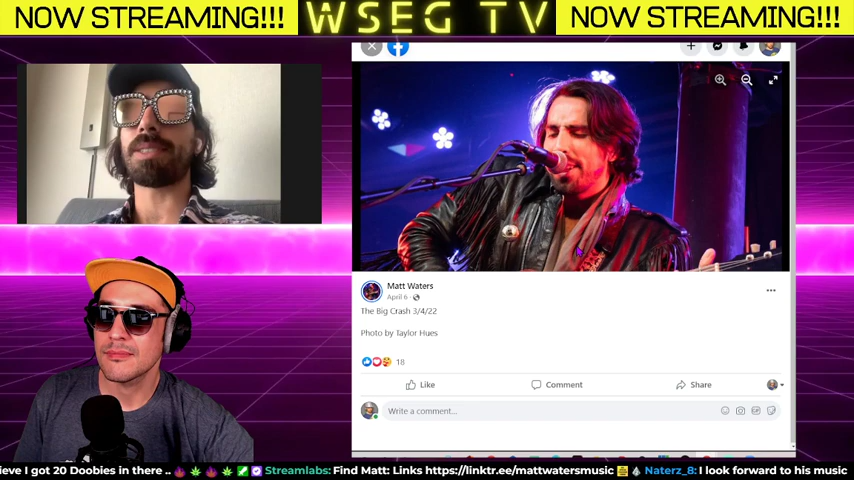 NOW STREAMING!!!
WSEG TV
NOW STREAMING!!!
Matt Waters
April 6
The Big Crash 3/4/22
Photo by Taylor Hues
18
Like
Comment
Share
Write a comment...
GIF
ieve I got 20 Doobies in there .. Streamlabs: Find Matt: Links https://linktr.ee/mattwatersmusic Naterz_8: I look forward to his music